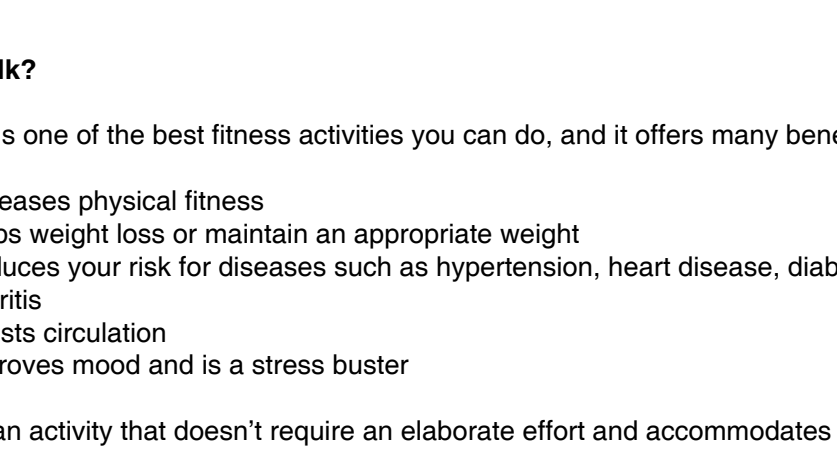 lk?
s one of the best fitness activities you can do, and it offers many bene
eases physical fitness
ps weight loss or maintain an appropriate weight
duces your risk for diseases such as hypertension, heart disease, diab
ritis
sts circulation
roves mood and is a stress buster
an activity that doesn’t require an elaborate effort and accommodates